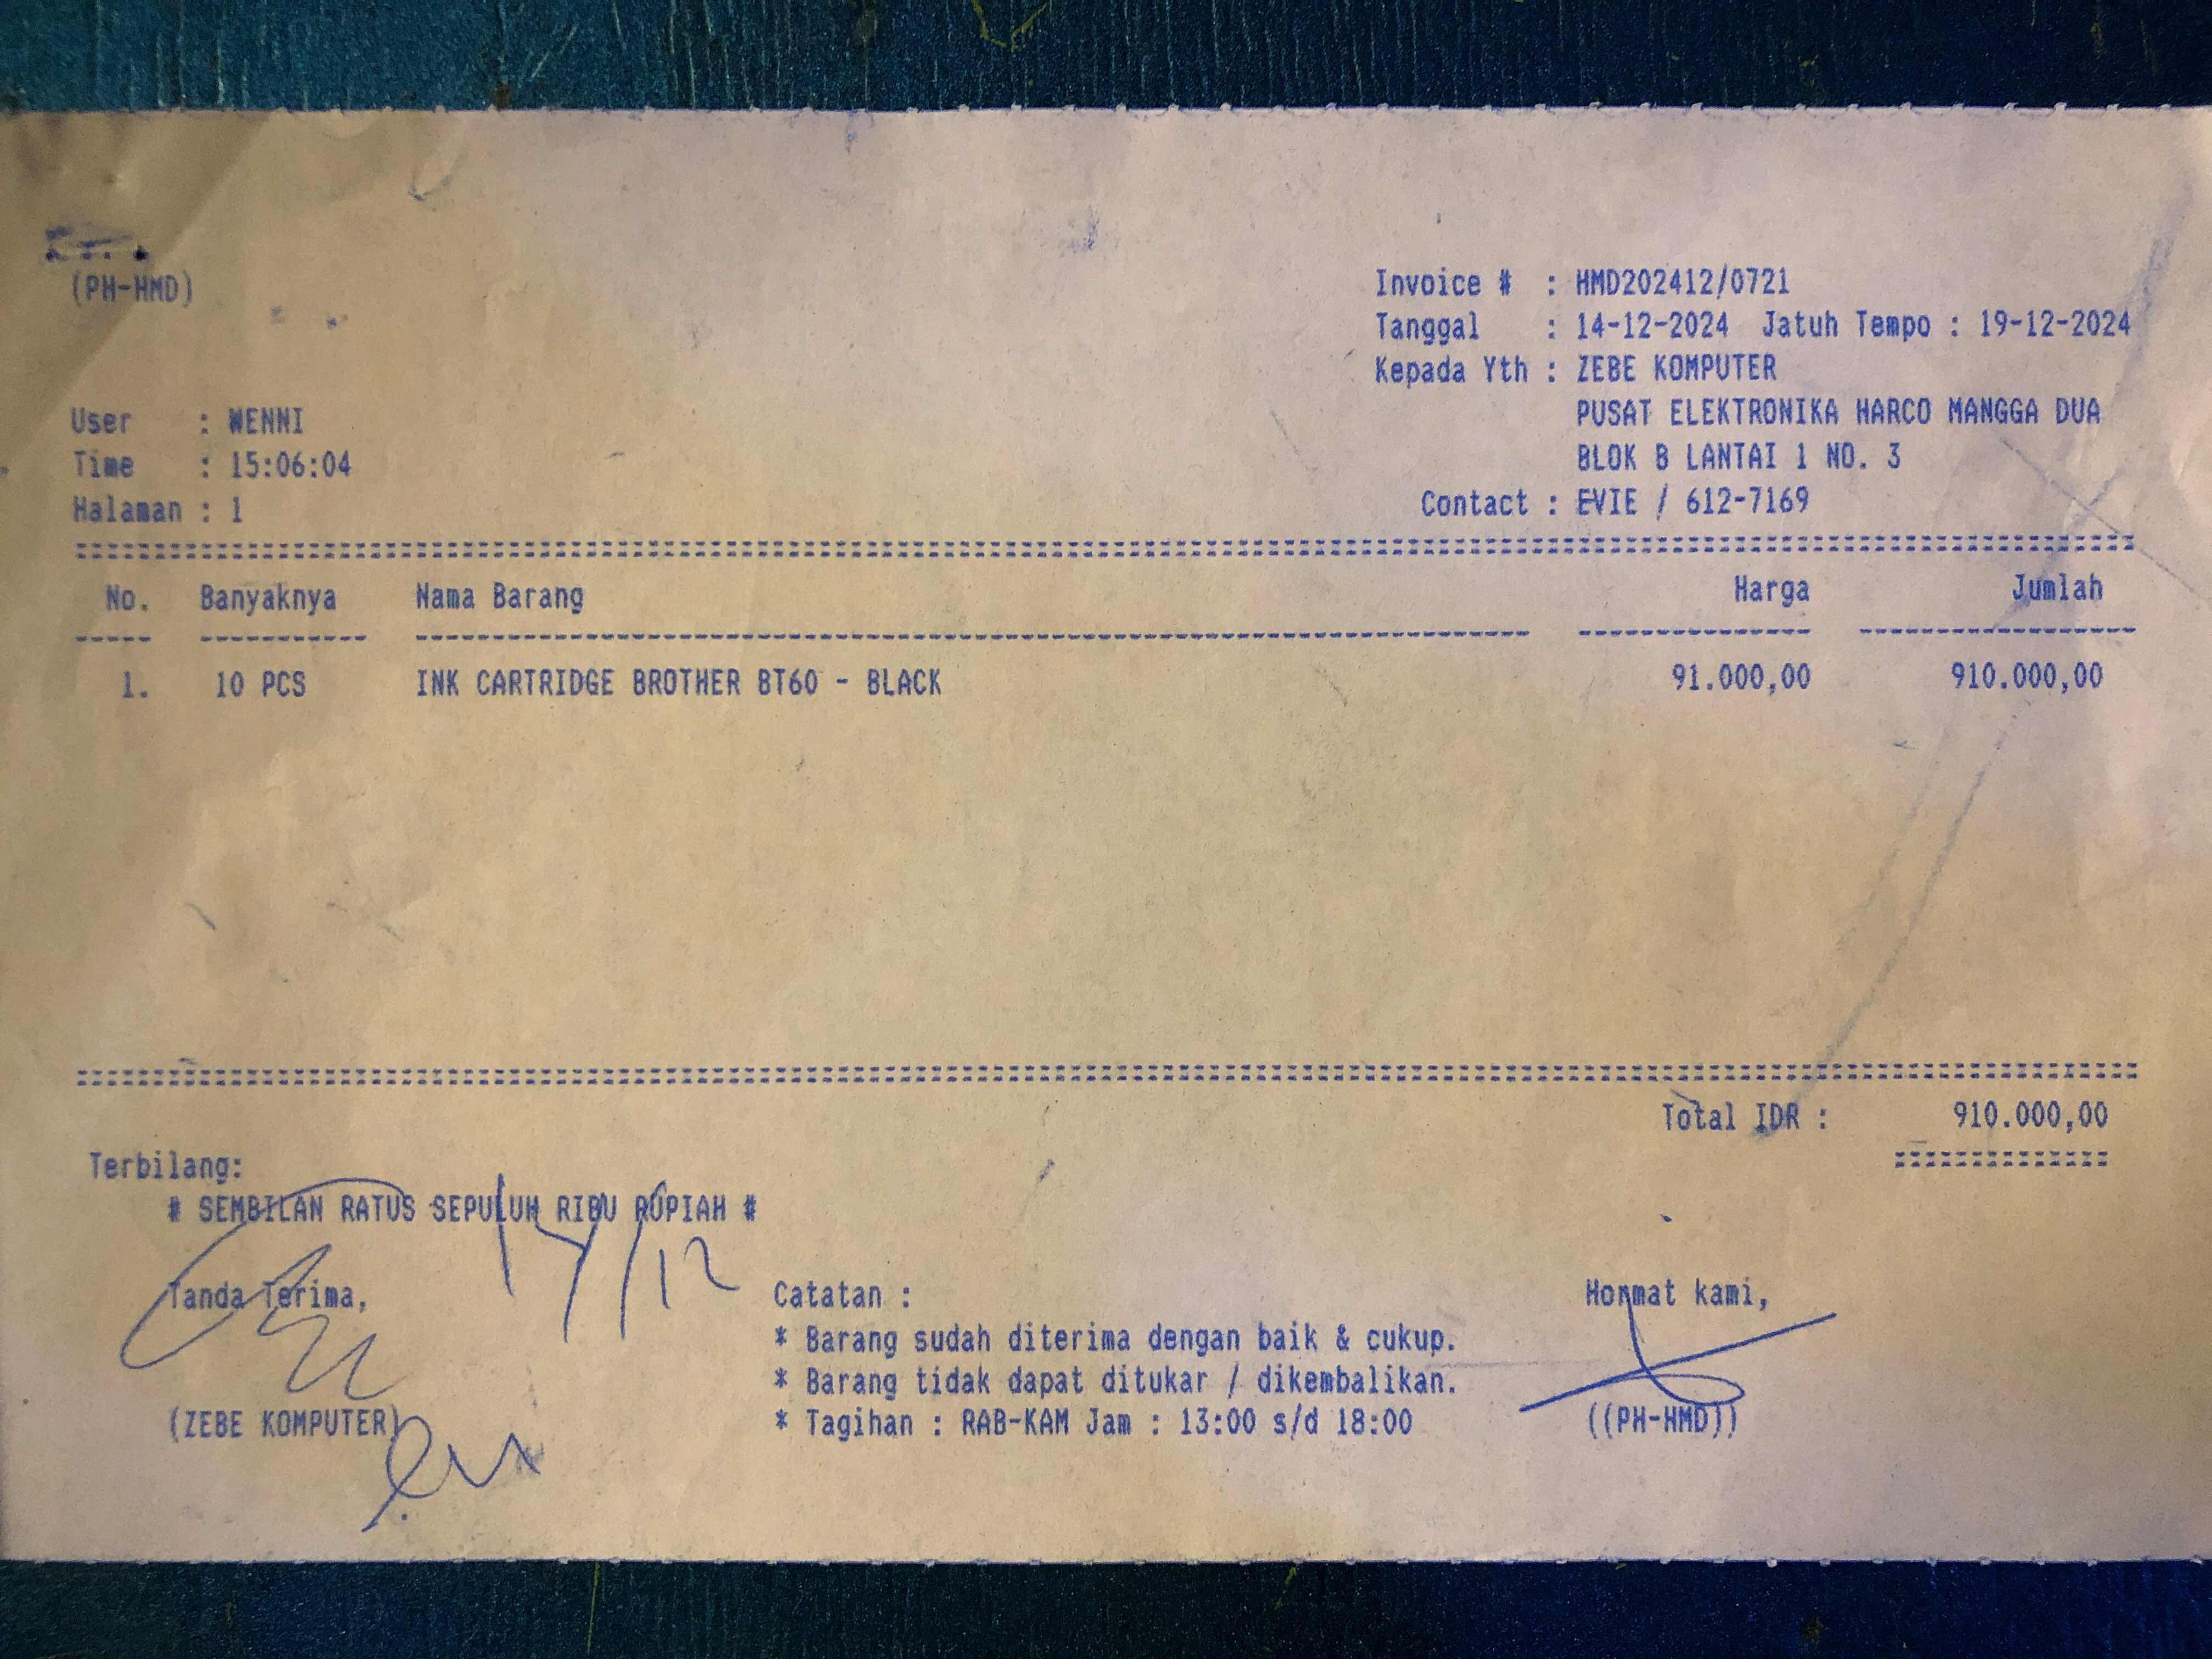 (PH-HMD)
Invoice # : HMD202412/0721
Tanggal : 14-12-2024 Jatuh Tempo : 19-12-2024
Kepada Yth : ZEBE KOMPUTER
PUSAT ELEKTRONIKA HARCO MANGGA DUA
BLOK B LANTAI 1 NO. 3
Contact : EVIE / 612-7169
User : WENNI
Time : 15:06:04
Halaman : 1
No. Banyaknya Nama Barang Harga Jumlah
1. 10 PCS INK CARTRIDGE BROTHER BT60 - BLACK 91.000,00 910.000,00
Total IDR : 910.000,00
Terbilang:
# SEMBILAN RATUS SEPULUH RIBU RUPIAH #
14/12
Tanda Terima,
(ZEBE KOMPUTER)
Catatan :
* Barang sudah diterima dengan baik & cukup.
* Barang tidak dapat ditukar / dikembalikan.
* Tagihan : RAB-KAM Jam : 13:00 s/d 18:00
Hormat kami,
((PH-HMD))